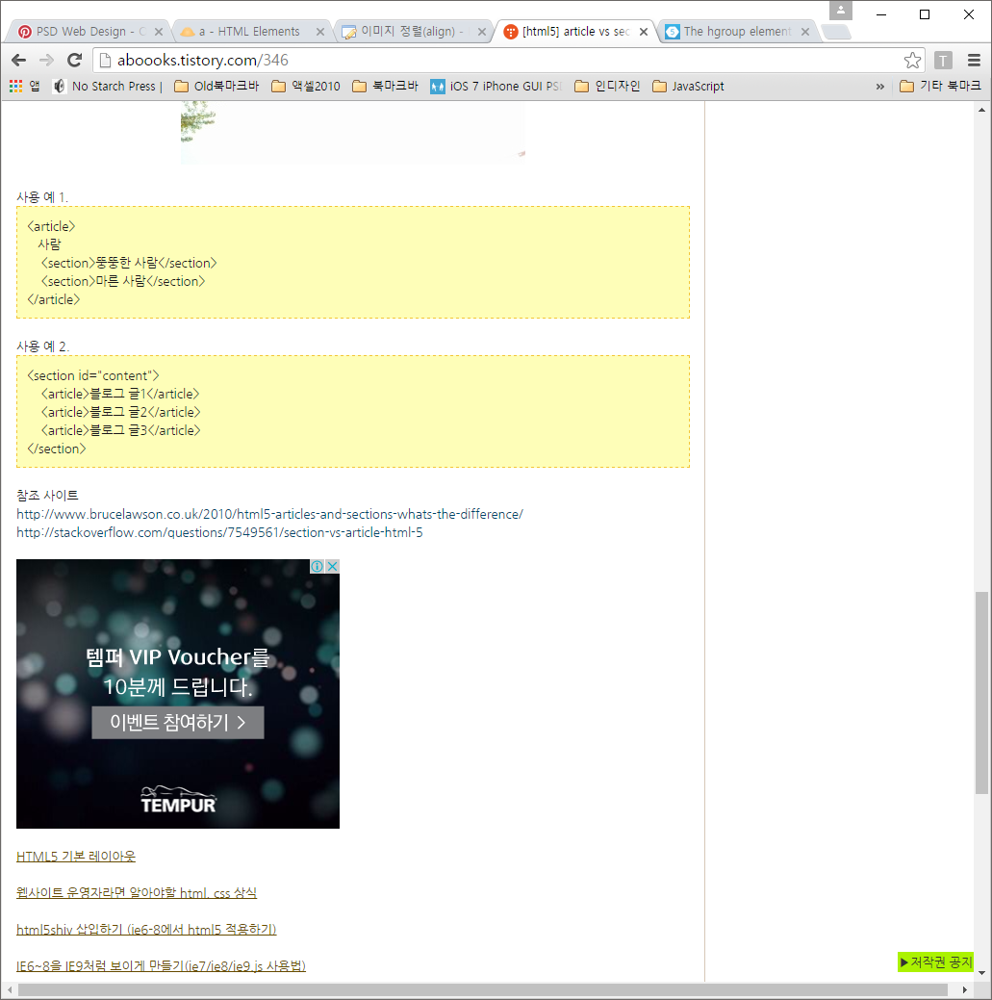 PSD Web Design - C
a - HTML Elements
이미지 정렬(align) -
[html5] article vs sec
The hgroup element
aboooks.tistory.com/346
앱
No Starch Press |
Old북마크바
액셀2010
북마크바
iOS 7 iPhone GUI PS
인디자인
JavaScript
»
기타 북마크
사용 예 1.
<article>
사람
<section>뚱뚱한 사람</section>
<section>마른 사람</section>
</article>
사용 예 2.
<section id="content">
<article>블로그 글1</article>
<article>블로그 글2</article>
<article>블로그 글3</article>
</section>
참조 사이트
http://www.brucelawson.co.uk/2010/html5-articles-and-sections-whats-the-difference/
http://stackoverflow.com/questions/7549561/section-vs-article-html-5
템퍼 VIP Voucher를
10분께 드립니다.
이벤트 참여하기 >
TEMPUR
HTML5 기본 레이아웃
웹사이트 운영자라면 알아야할 html, css 상식
html5shiv 삽입하기 (ie6-8에서 html5 적용하기)
IE6~8을 IE9처럼 보이게 만들기(ie7/ie8/ie9.js 사용법)
▶저작권 공지